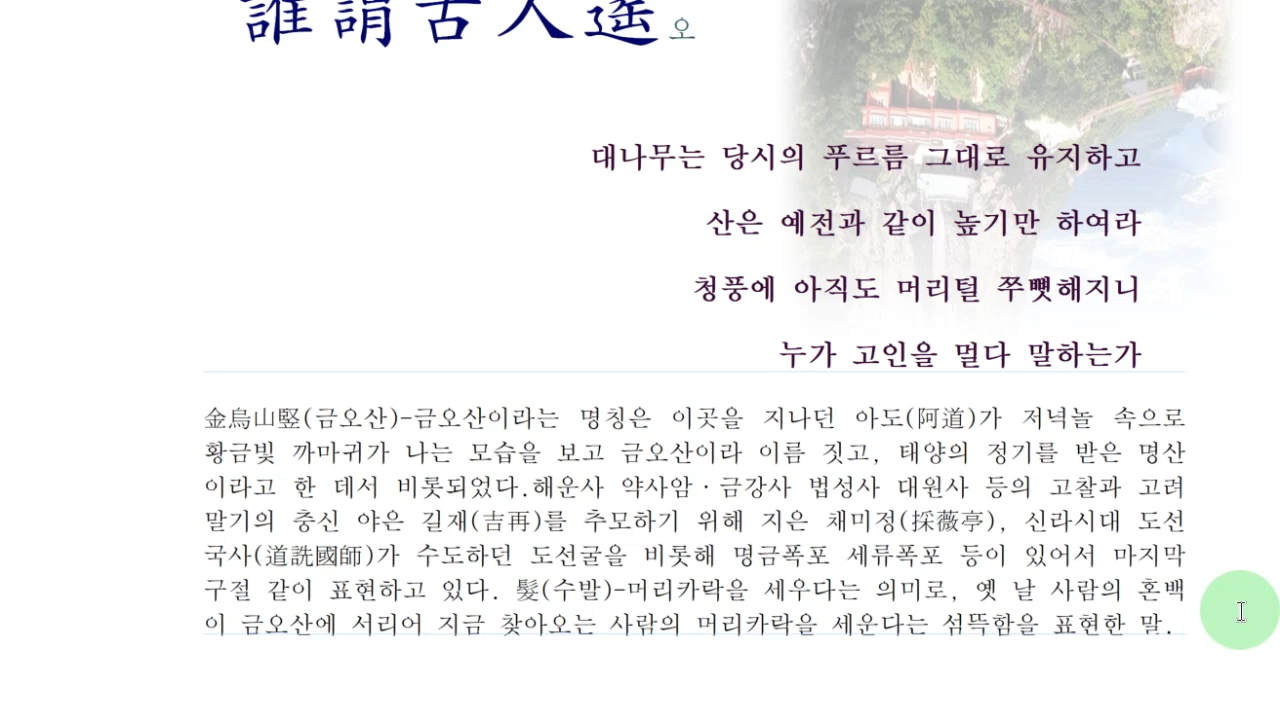 誰謂古人遙오
대나무는 당시의 푸르름 그대로 유지하고
산은 예전과 같이 높기만 하여라
청풍에 아직도 머리털 쭈뼛해지니
누가 고인을 멀다 말하는가
金烏山竪(금오산)-금오산이라는 명칭은 이곳을 지나던 아도(阿道)가 저녁놀 속으로
황금빛 까마귀가 나는 모습을 보고 금오산이라 이름 짓고, 태양의 정기를 받은 명산
이라고 한 데서 비롯되었다.해운사 약사암·금강사 법성사 대원사 등의 고찰과 고려
말기의 충신 야은 길재(吉再)를 추모하기 위해 지은 채미정(採薇亭), 신라시대 도선
국사(道詵國師)가 수도하던 도선굴을 비롯해 명금폭포 세류폭포 등이 있어서 마지막
구절 같이 표현하고 있다. 髮(수발)-머리카락을 세우다는 의미로, 옛 날 사람의 혼백
이 금오산에 서리어 지금 찾아오는 사람의 머리카락을 세운다는 섬뜩함을 표현한 말.